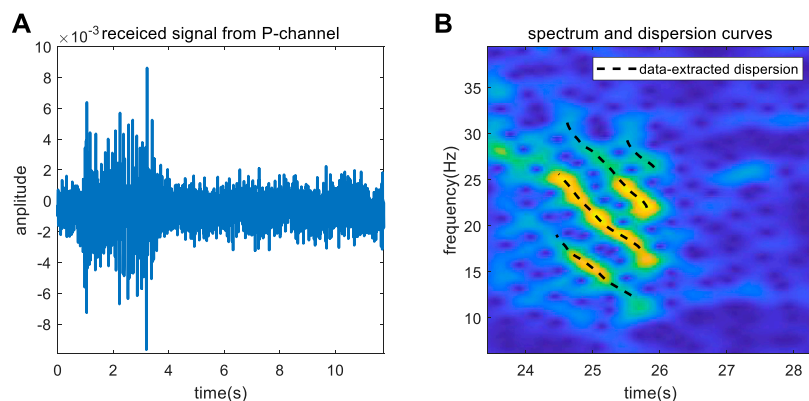 A
×10⁻³ receiced signal from P-channel
10
8
6
4
2
0
-2
-4
-6
-8
anplitude
0 2 4 6 8 10
time(s)
B
spectrum and dispersion curves
data-extracted dispersion
35
30
25
20
15
10
frequency(Hz)
24 25 26 27 28
time(s)